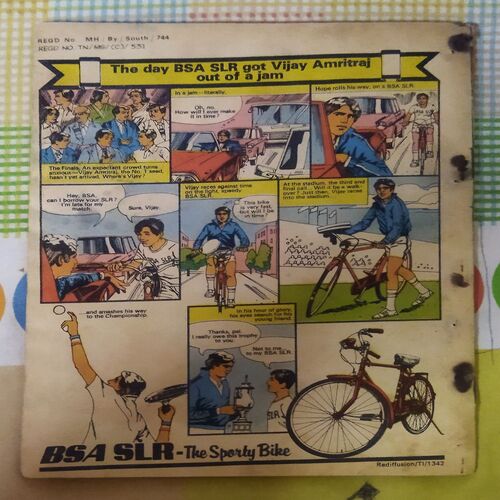 REGD No. MH/By/South/744
REGD NO. TN/MS/(C)/531
The day BSA SLR got Vijay Amritraj
out of a jam
The Finals. An expectant crowd turns
anxious—Vijay Amritraj, the No. 1 seed,
hasn't yet arrived. Where's Vijay?
In a jam—literally.
Oh, no.
How will I ever make
it in time?
Hope rolls his way, on a BSA SLR.
Hey, BSA,
can I borrow your SLR?
I'm late for my
match.
Sure, Vijay.
Vijay races against time
on the light, speedy
BSA SLR.
This bike
is very fast,
but will I be
in time?
At the stadium, the third and
final call... Will it be a walk-
over? Just then, Vijay races
into the stadium...
...and smashes his way
to the Championship.
In his hour of glory,
his eyes search for his
young friend.
Thanks, pal.
I really owe this trophy
to you.
Not to me,
to my BSA SLR.
SLR
BSA SLR-The Sporty Bike
Rediffusion/TI/1342